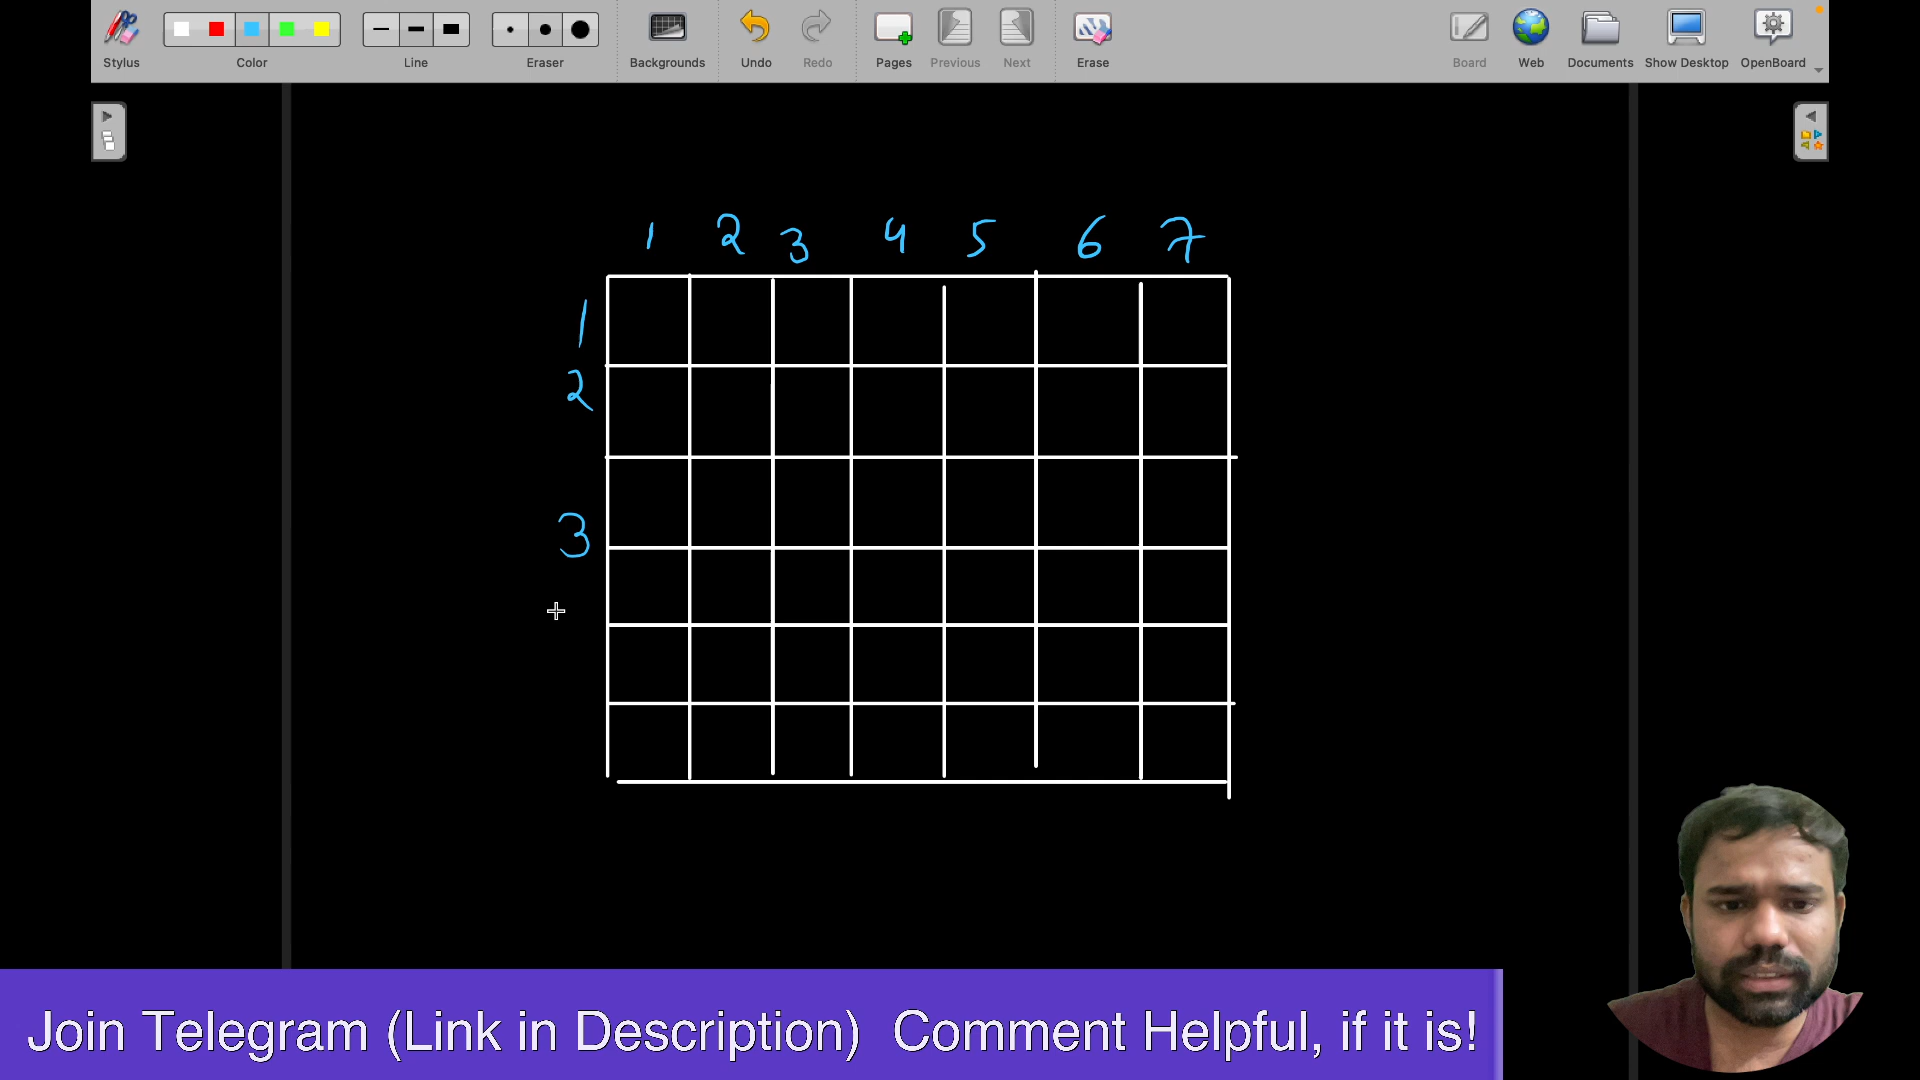 Stylus Color Line Eraser Backgrounds Undo Redo Pages Previous Next Erase Board Web Documents Show Desktop OpenBoard
1 2 3 4 5 6 7
1
2
3
Join Telegram (Link in Description) Comment Helpful, if it is!